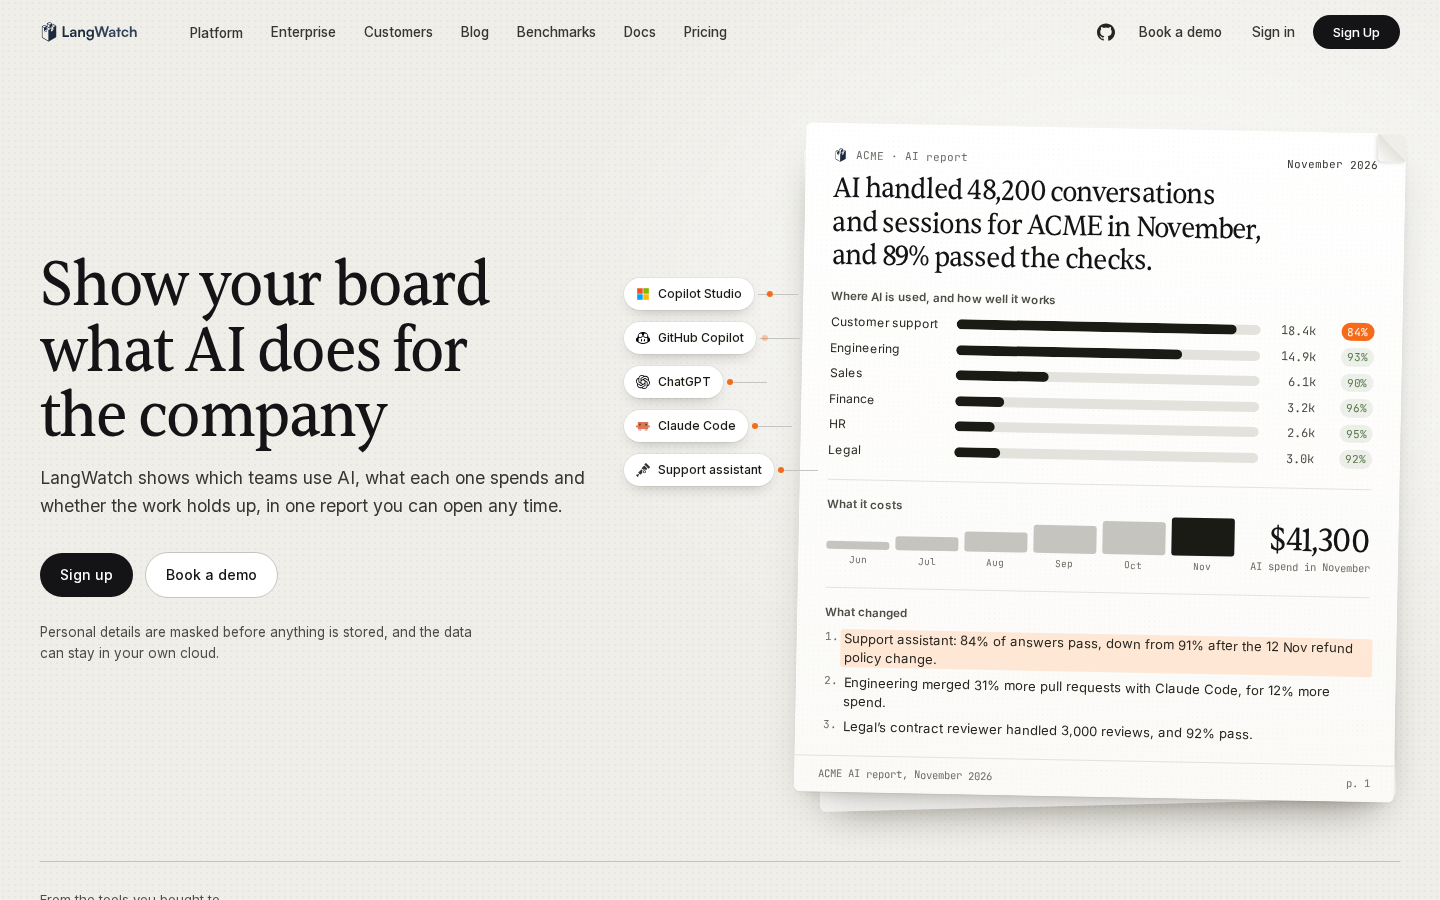 LangWatch
Platform
Enterprise
Customers
Blog
Benchmarks
Docs
Pricing
Book a demo
Sign in
Sign Up
Show your board
what AI does for
the company
LangWatch shows which teams use AI, what each one spends and
whether the work holds up, in one report you can open any time.
Sign up
Book a demo
Personal details are masked before anything is stored, and the data
can stay in your own cloud.
Copilot Studio
GitHub Copilot
ChatGPT
Claude Code
Support assistant
ACME · AI report
November 2026
AI handled 48,200 conversations
and sessions for ACME in November,
and 89% passed the checks.
Where AI is used, and how well it works
Customer support 18.4k 84%
Engineering 14.9k 93%
Sales 6.1k 90%
Finance 3.2k 96%
HR 2.6k 95%
Legal 3.0k 92%
What it costs
Jun Jul Aug Sep Oct Nov
$41,300
AI spend in November
What changed
1. Support assistant: 84% of answers pass, down from 91% after the 12 Nov refund
policy change.
2. Engineering merged 31% more pull requests with Claude Code, for 12% more
spend.
3. Legal’s contract reviewer handled 3,000 reviews, and 92% pass.
ACME AI report, November 2026
p. 1
From the tools you bought to